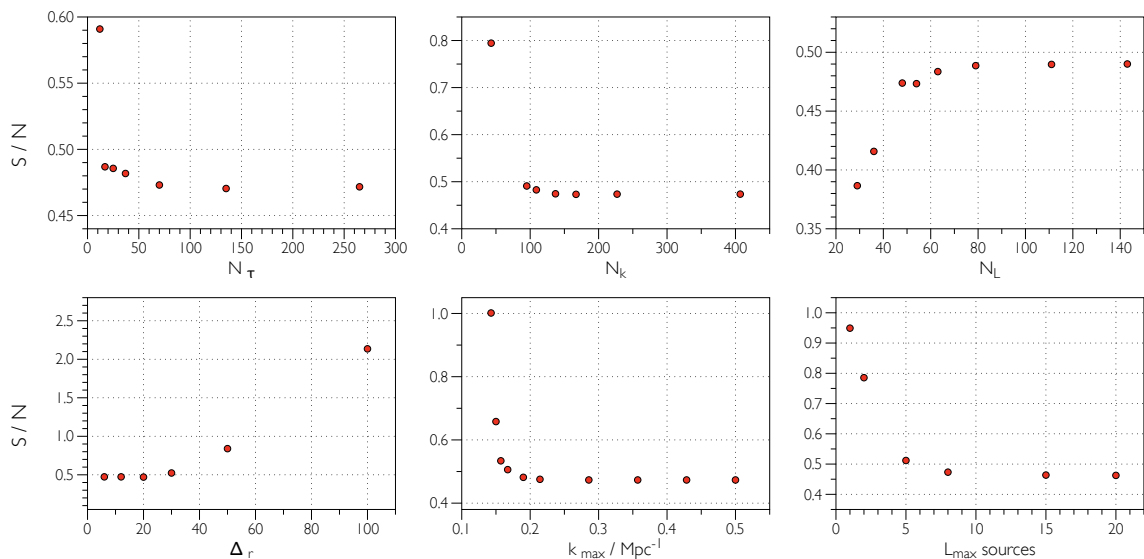 0.60
0.55
0.50
0.45
S / N
0 50 100 150 200 250 300
N τ
0.8
0.7
0.6
0.5
0.4
0 100 200 300 400
N k
0.50
0.45
0.40
0.35
20 40 60 80 100 120 140
N L
2.5
2.0
1.5
1.0
0.5
S / N
0 20 40 60 80 100
Δ r
1.0
0.8
0.6
0.4
0.1 0.2 0.3 0.4 0.5
k max / Mpc-1
1.0
0.9
0.8
0.7
0.6
0.5
0.4
0 5 10 15 20
Lmax sources